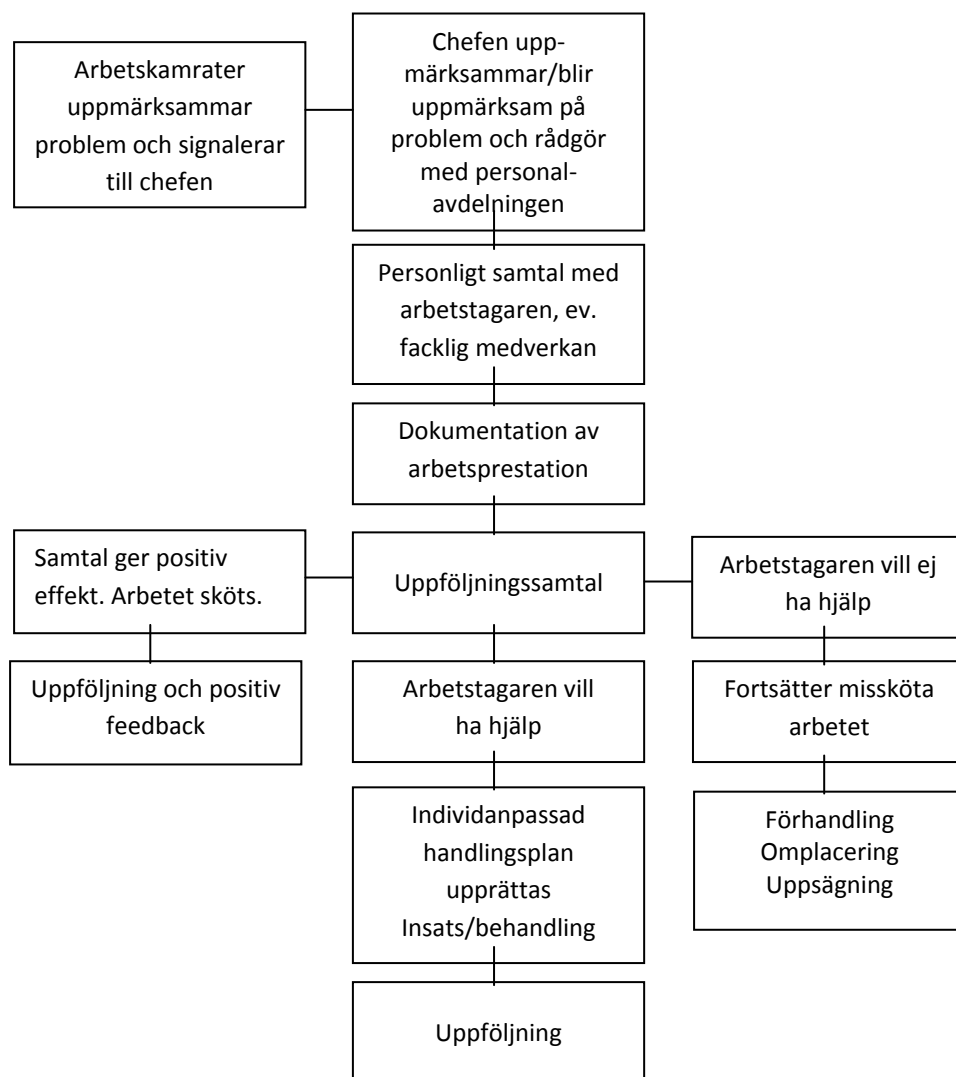 Arbetskamrater
uppmärksammar
problem och signalerar
till chefen
Chefen upp-
märksammar/blir
uppmärksam på
problem och rådgör
med personal-
avdelningen
Personligt samtal med
arbetstagaren, ev.
facklig medverkan
Dokumentation av
arbetsprestation
Samtal ger positiv
effekt. Arbetet sköts.
Uppföljningssamtal
Arbetstagaren vill ej
ha hjälp
Uppföljning och positiv
feedback
Arbetstagaren vill
ha hjälp
Fortsätter missköta
arbetet
Individanpassad
handlingsplan
upprättas
Insats/behandling
Förhandling
Omplacering
Uppsägning
Uppföljning